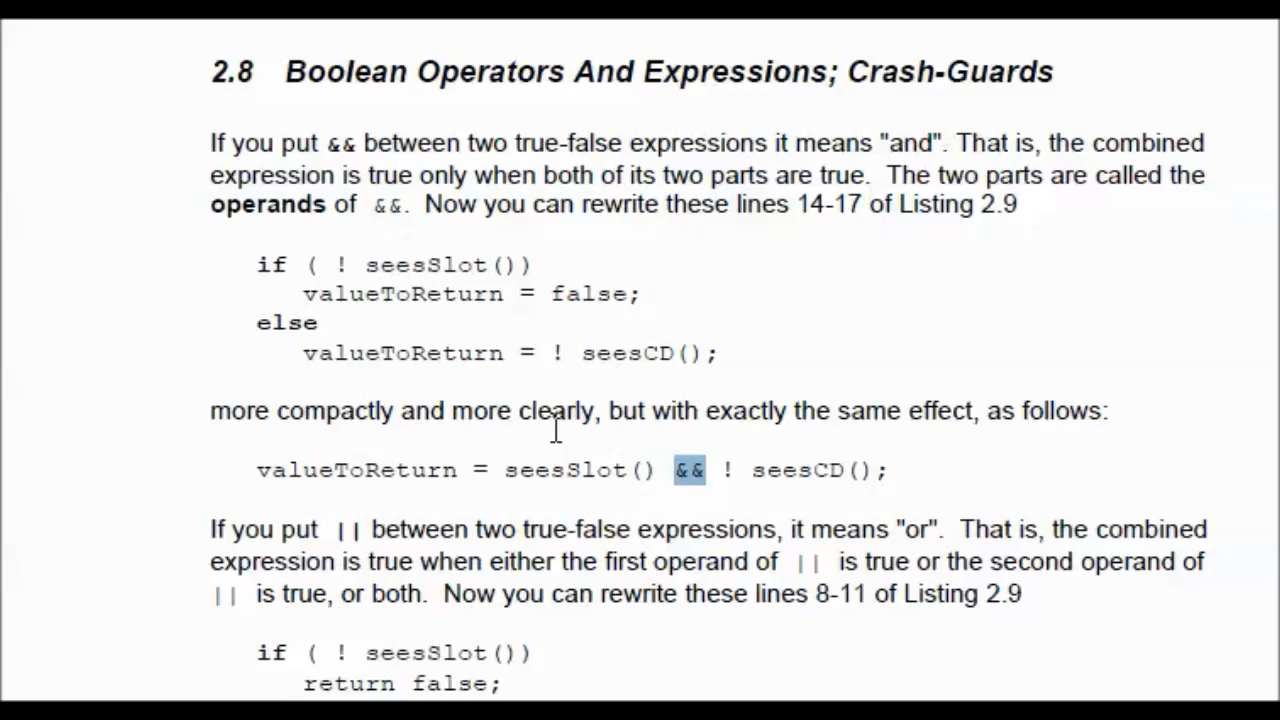 2.8 Boolean Operators And Expressions; Crash-Guards
If you put && between two true-false expressions it means "and". That is, the combined
expression is true only when both of its two parts are true. The two parts are called the
operands of &&. Now you can rewrite these lines 14-17 of Listing 2.9
if ( ! seesSlot())
valueToReturn = false;
else
valueToReturn = ! seesCD();
more compactly and more clearly, but with exactly the same effect, as follows:
valueToReturn = seesSlot() && ! seesCD();
If you put || between two true-false expressions, it means "or". That is, the combined
expression is true when either the first operand of || is true or the second operand of
|| is true, or both. Now you can rewrite these lines 8-11 of Listing 2.9
if ( ! seesSlot())
return false;